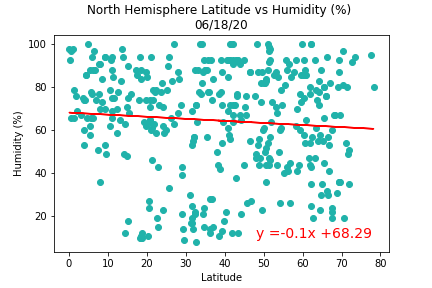 North Hemisphere Latitude vs Humidity (%)
06/18/20
100
80
60
40
20
Humidity (%)
y =-0.1x +68.29
0 10 20 30 40 50 60 70 80
Latitude